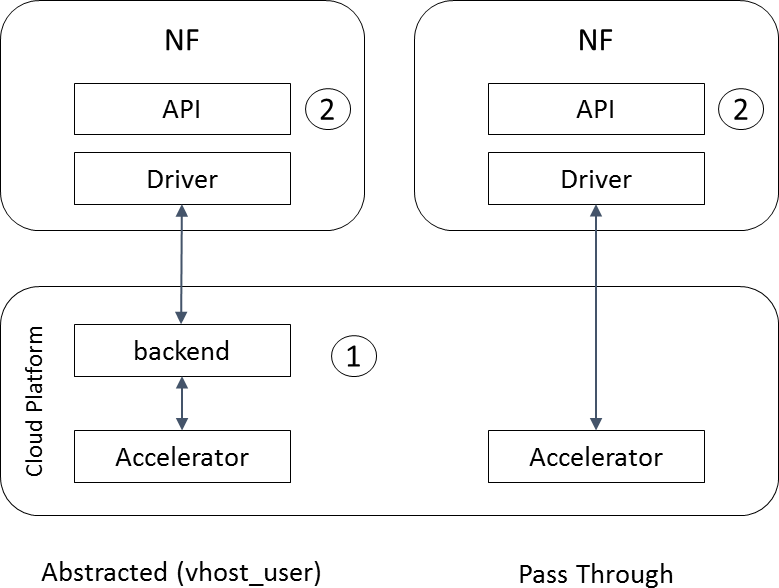 NF
API
2
Driver
NF
API
2
Driver
Cloud Platform
backend
1
Accelerator
Accelerator
Abstracted (vhost_user)
Pass Through